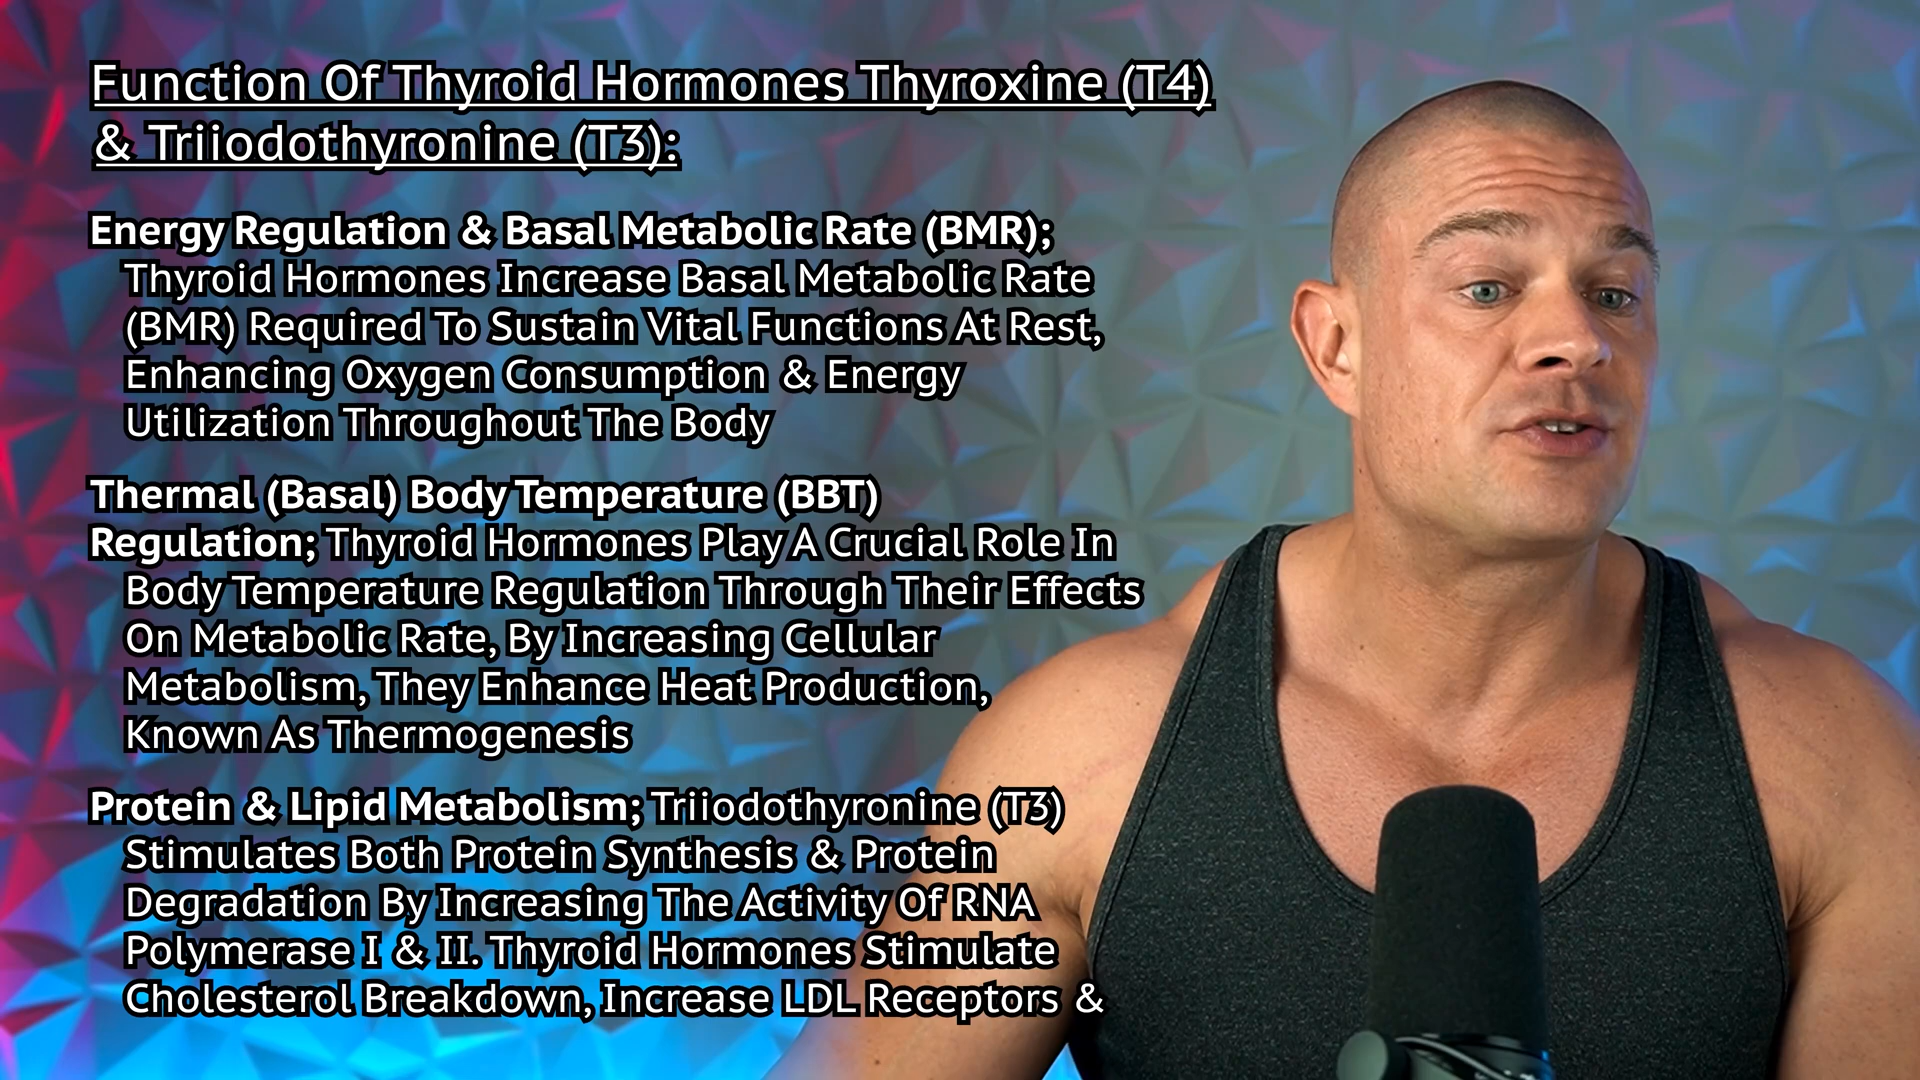 Function Of Thyroid Hormones Thyroxine (T4)
& Triiodothyronine (T3):
Energy Regulation & Basal Metabolic Rate (BMR);
Thyroid Hormones Increase Basal Metabolic Rate
(BMR) Required To Sustain Vital Functions At Rest,
Enhancing Oxygen Consumption & Energy
Utilization Throughout The Body
Thermal (Basal) Body Temperature (BBT)
Regulation; Thyroid Hormones Play A Crucial Role In
Body Temperature Regulation Through Their Effects
On Metabolic Rate, By Increasing Cellular
Metabolism, They Enhance Heat Production,
Known As Thermogenesis
Protein & Lipid Metabolism; Triiodothyronine (T3)
Stimulates Both Protein Synthesis & Protein
Degradation By Increasing The Activity Of RNA
Polymerase I & II. Thyroid Hormones Stimulate
Cholesterol Breakdown, Increase LDL Receptors &